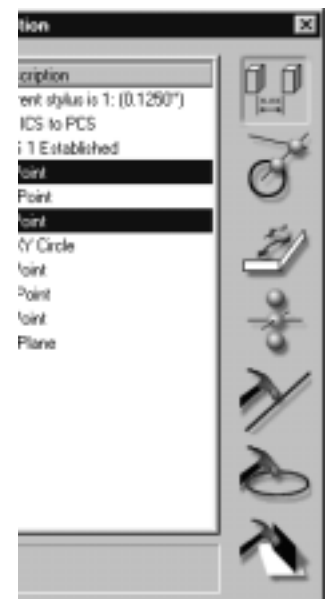 tion
cription
rent stylus is 1: (0.1250")
ICS to PCS
1 Established
Point
Point
Point
XY Circle
Point
Point
Point
Plane